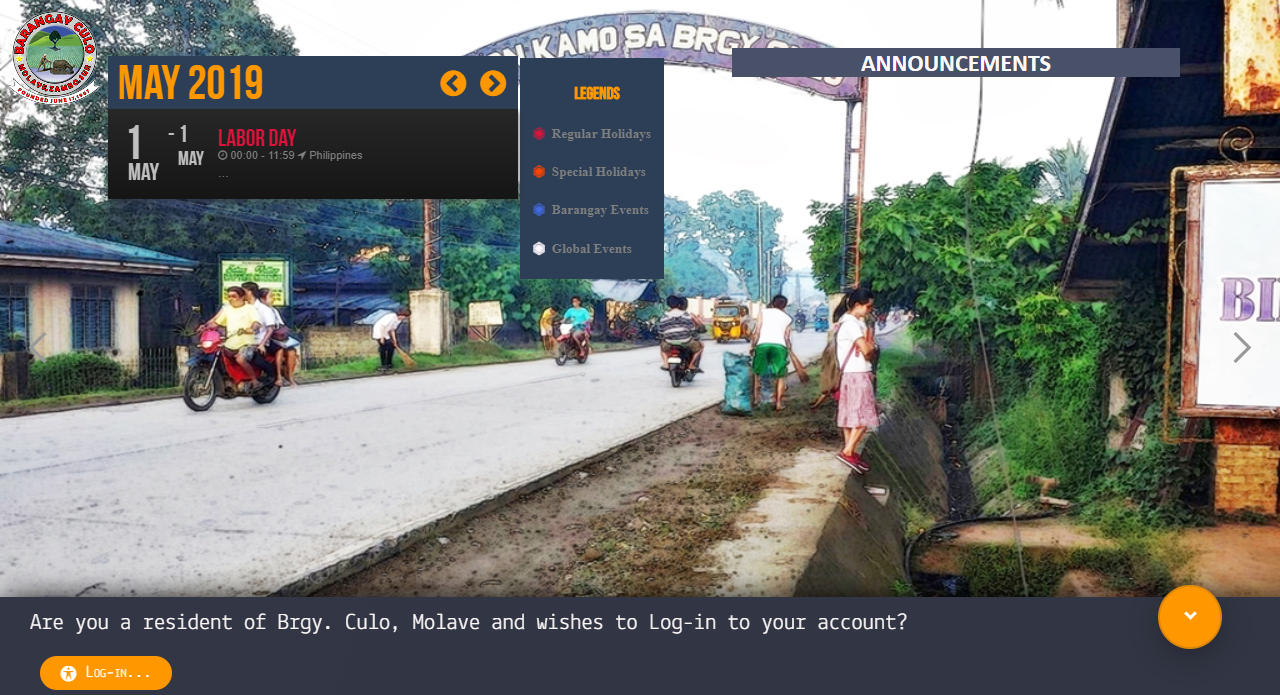 BARANGAY CULO
MOLAVE, ZAMBO. SUR
FOUNDED JUNE 17, 1957
KAMO SA BRGY
ANNOUNCEMENTS
MAY 2019
1 MAY - 1 MAY
LABOR DAY
00:00 - 11:59 Philippines
...
LEGENDS
Regular Holidays
Special Holidays
Barangay Events
Global Events
BI
Are you a resident of Brgy. Culo, Molave and wishes to Log-in to your account?
Log-in...